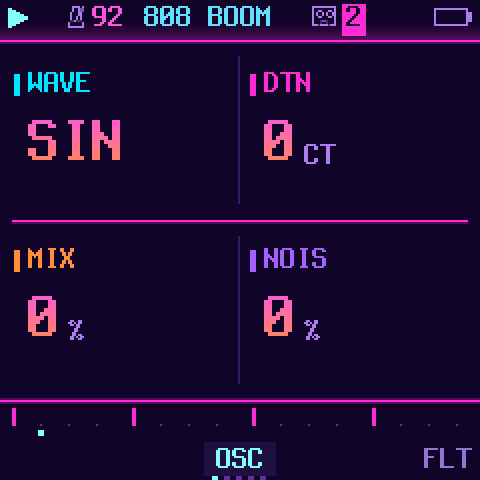 92 808 BOOM 2
WAVE DTN
SIN 0 CT
MIX NOIS
0 % 0 %
OSC FLT